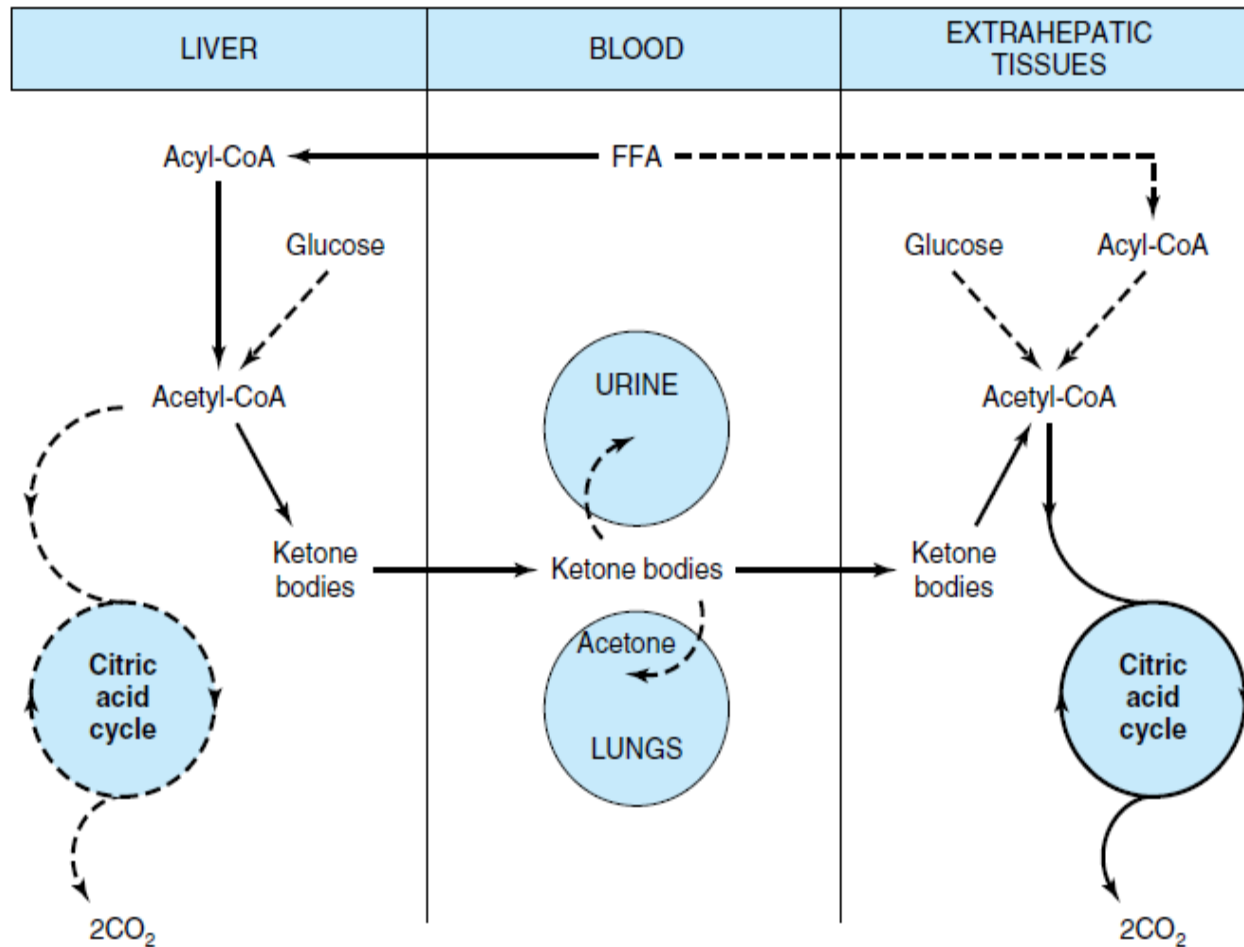 LIVER
BLOOD
EXTRAHEPATIC
TISSUES
Acyl-CoA
FFA
Glucose
Glucose
Acyl-CoA
Acetyl-CoA
URINE
Acetyl-CoA
Ketone
bodies
Ketone bodies
Ketone
bodies
Acetone
Citric
acid
cycle
LUNGS
Citric
acid
cycle
2CO₂
2CO₂